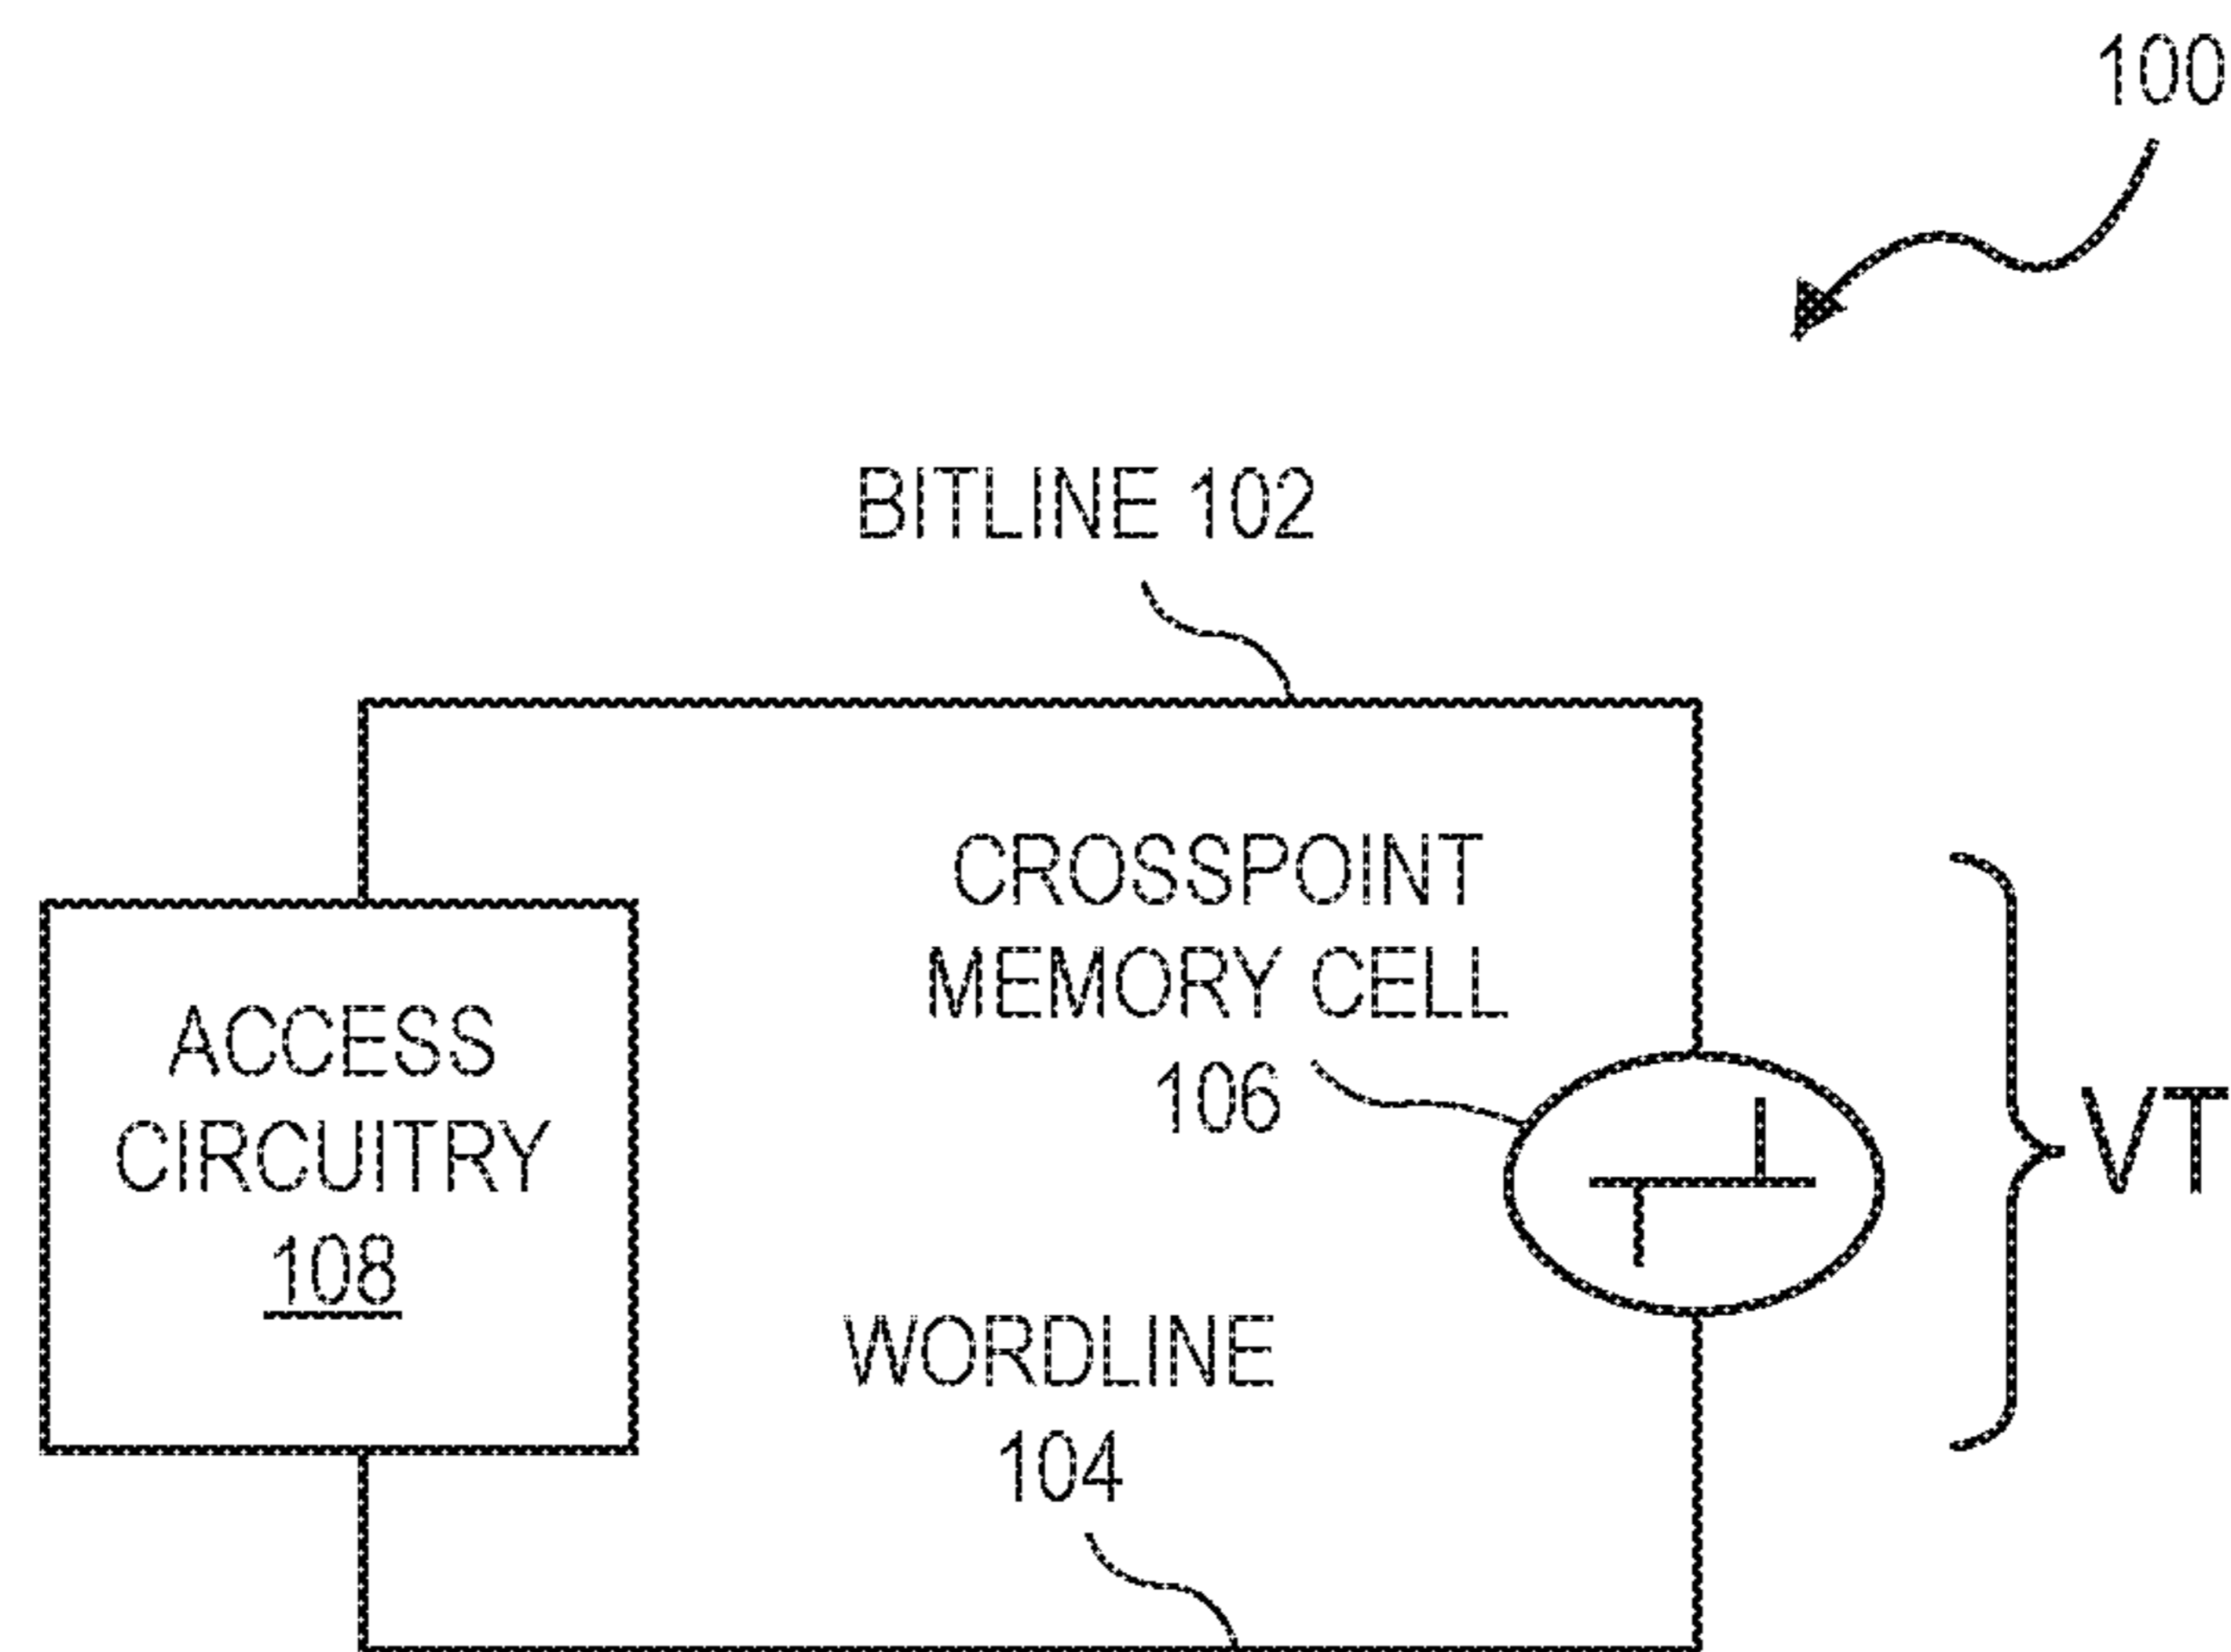 100
BITLINE 102
CROSSPOINT
MEMORY CELL
106
ACCESS
CIRCUITRY
108
VT
WORDLINE
104